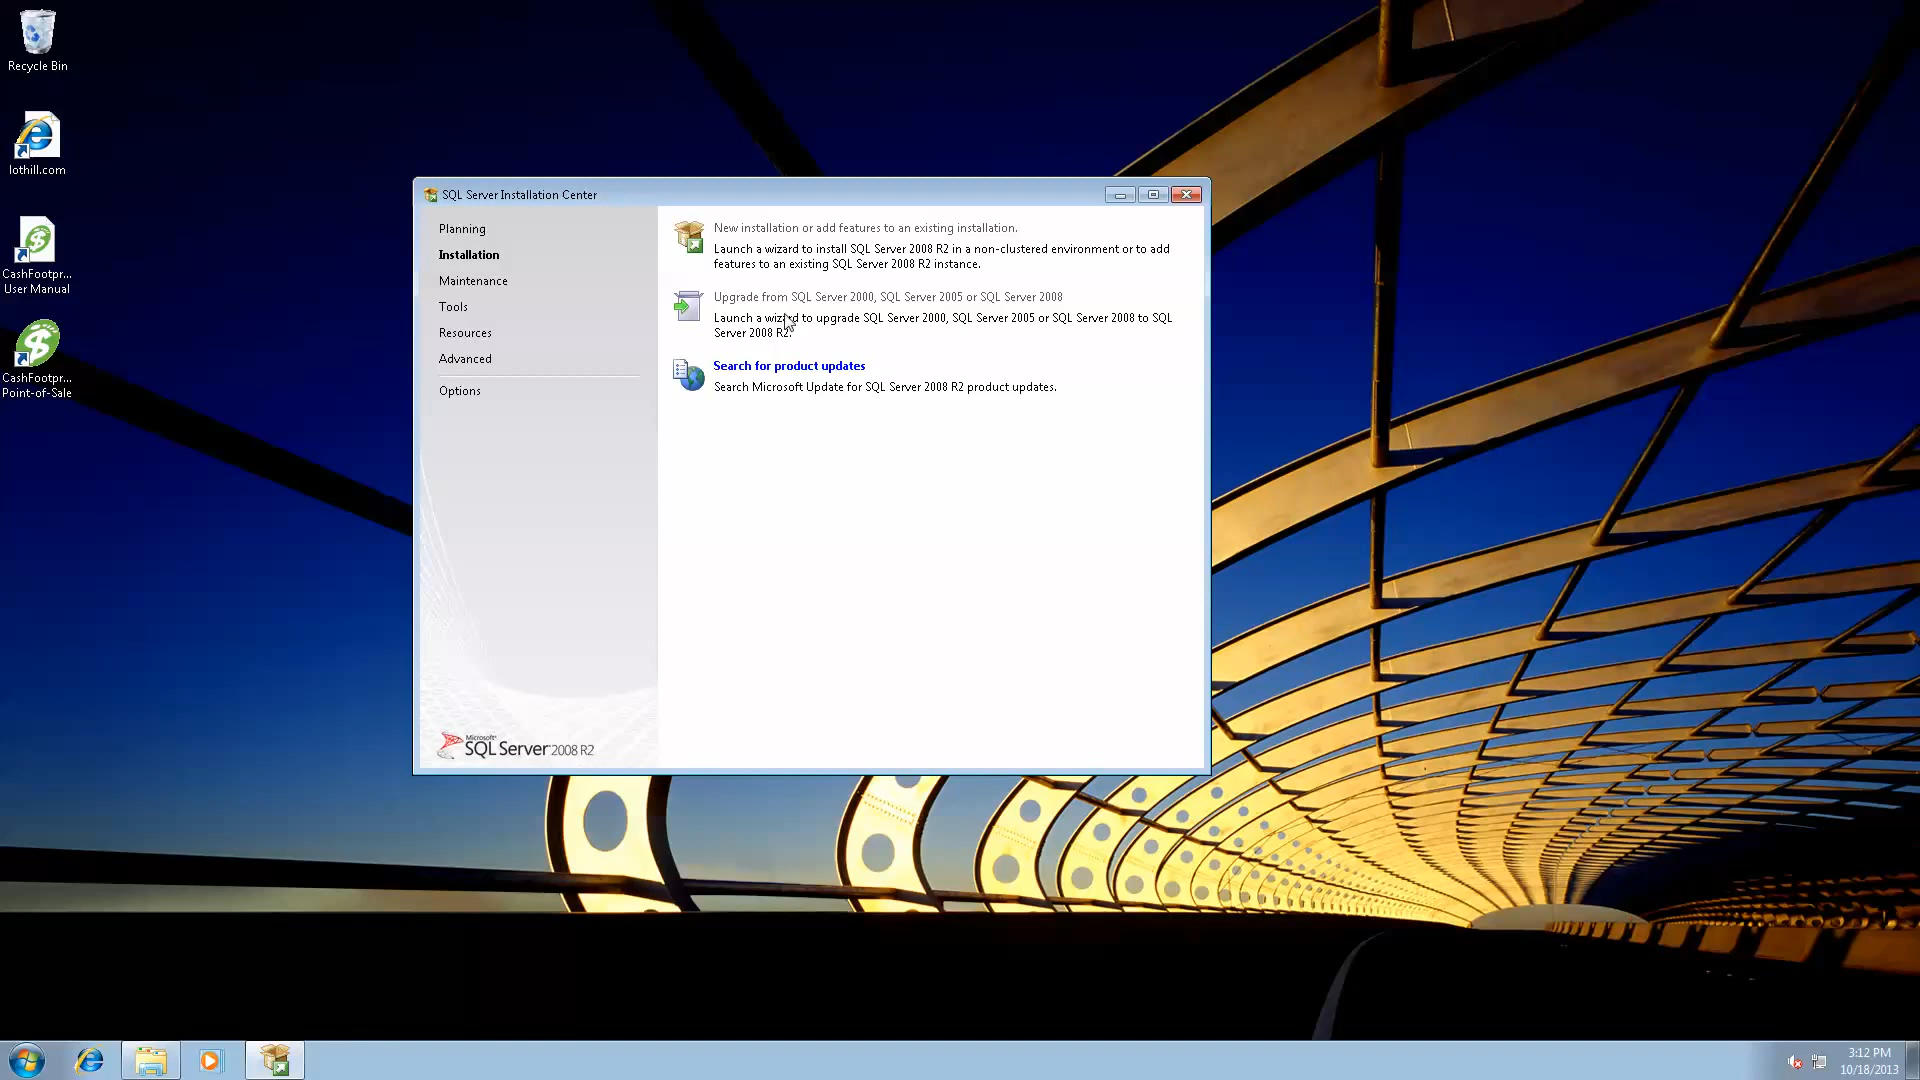 Recycle Bin
lothill.com
CashFootpr...
User Manual
CashFootpr...
Point-of-Sale
SQL Server Installation Center
Planning
Installation
Maintenance
Tools
Resources
Advanced
Options
Microsoft
SQL Server 2008 R2
New installation or add features to an existing installation.
Launch a wizard to install SQL Server 2008 R2 in a non-clustered environment or to add
features to an existing SQL Server 2008 R2 instance.
Upgrade from SQL Server 2000, SQL Server 2005 or SQL Server 2008
Launch a wizard to upgrade SQL Server 2000, SQL Server 2005 or SQL Server 2008 to SQL
Server 2008 R2.
Search for product updates
Search Microsoft Update for SQL Server 2008 R2 product updates.
3:12 PM
10/18/2013